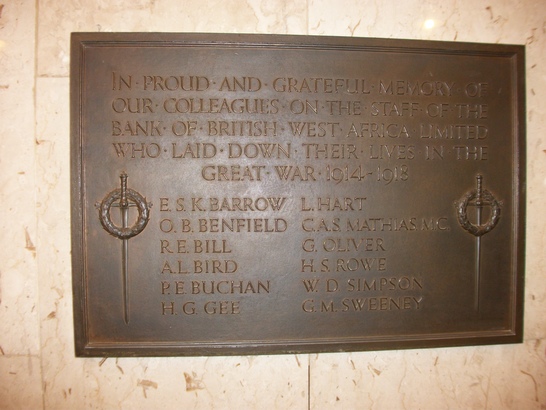 IN·PROUD·AND·GRATEFUL·MEMORY·OF
OUR·COLLEAGUES·ON·THE·STAFF·OF·THE
BANK·OF·BRITISH·WEST·AFRICA·LIMITED
WHO·LAID·DOWN·THEIR·LIVES·IN·THE
GREAT·WAR·1914-1918
E.S.K.BARROW L.HART
O.B.BENFIELD C.A.S.MATHIAS.M.C.
R.E.BILL G.OLIVER
A.L.BIRD H.S.ROWE
P.E.BUCHAN W.D.SIMPSON
H.G.GEE G.M.SWEENEY